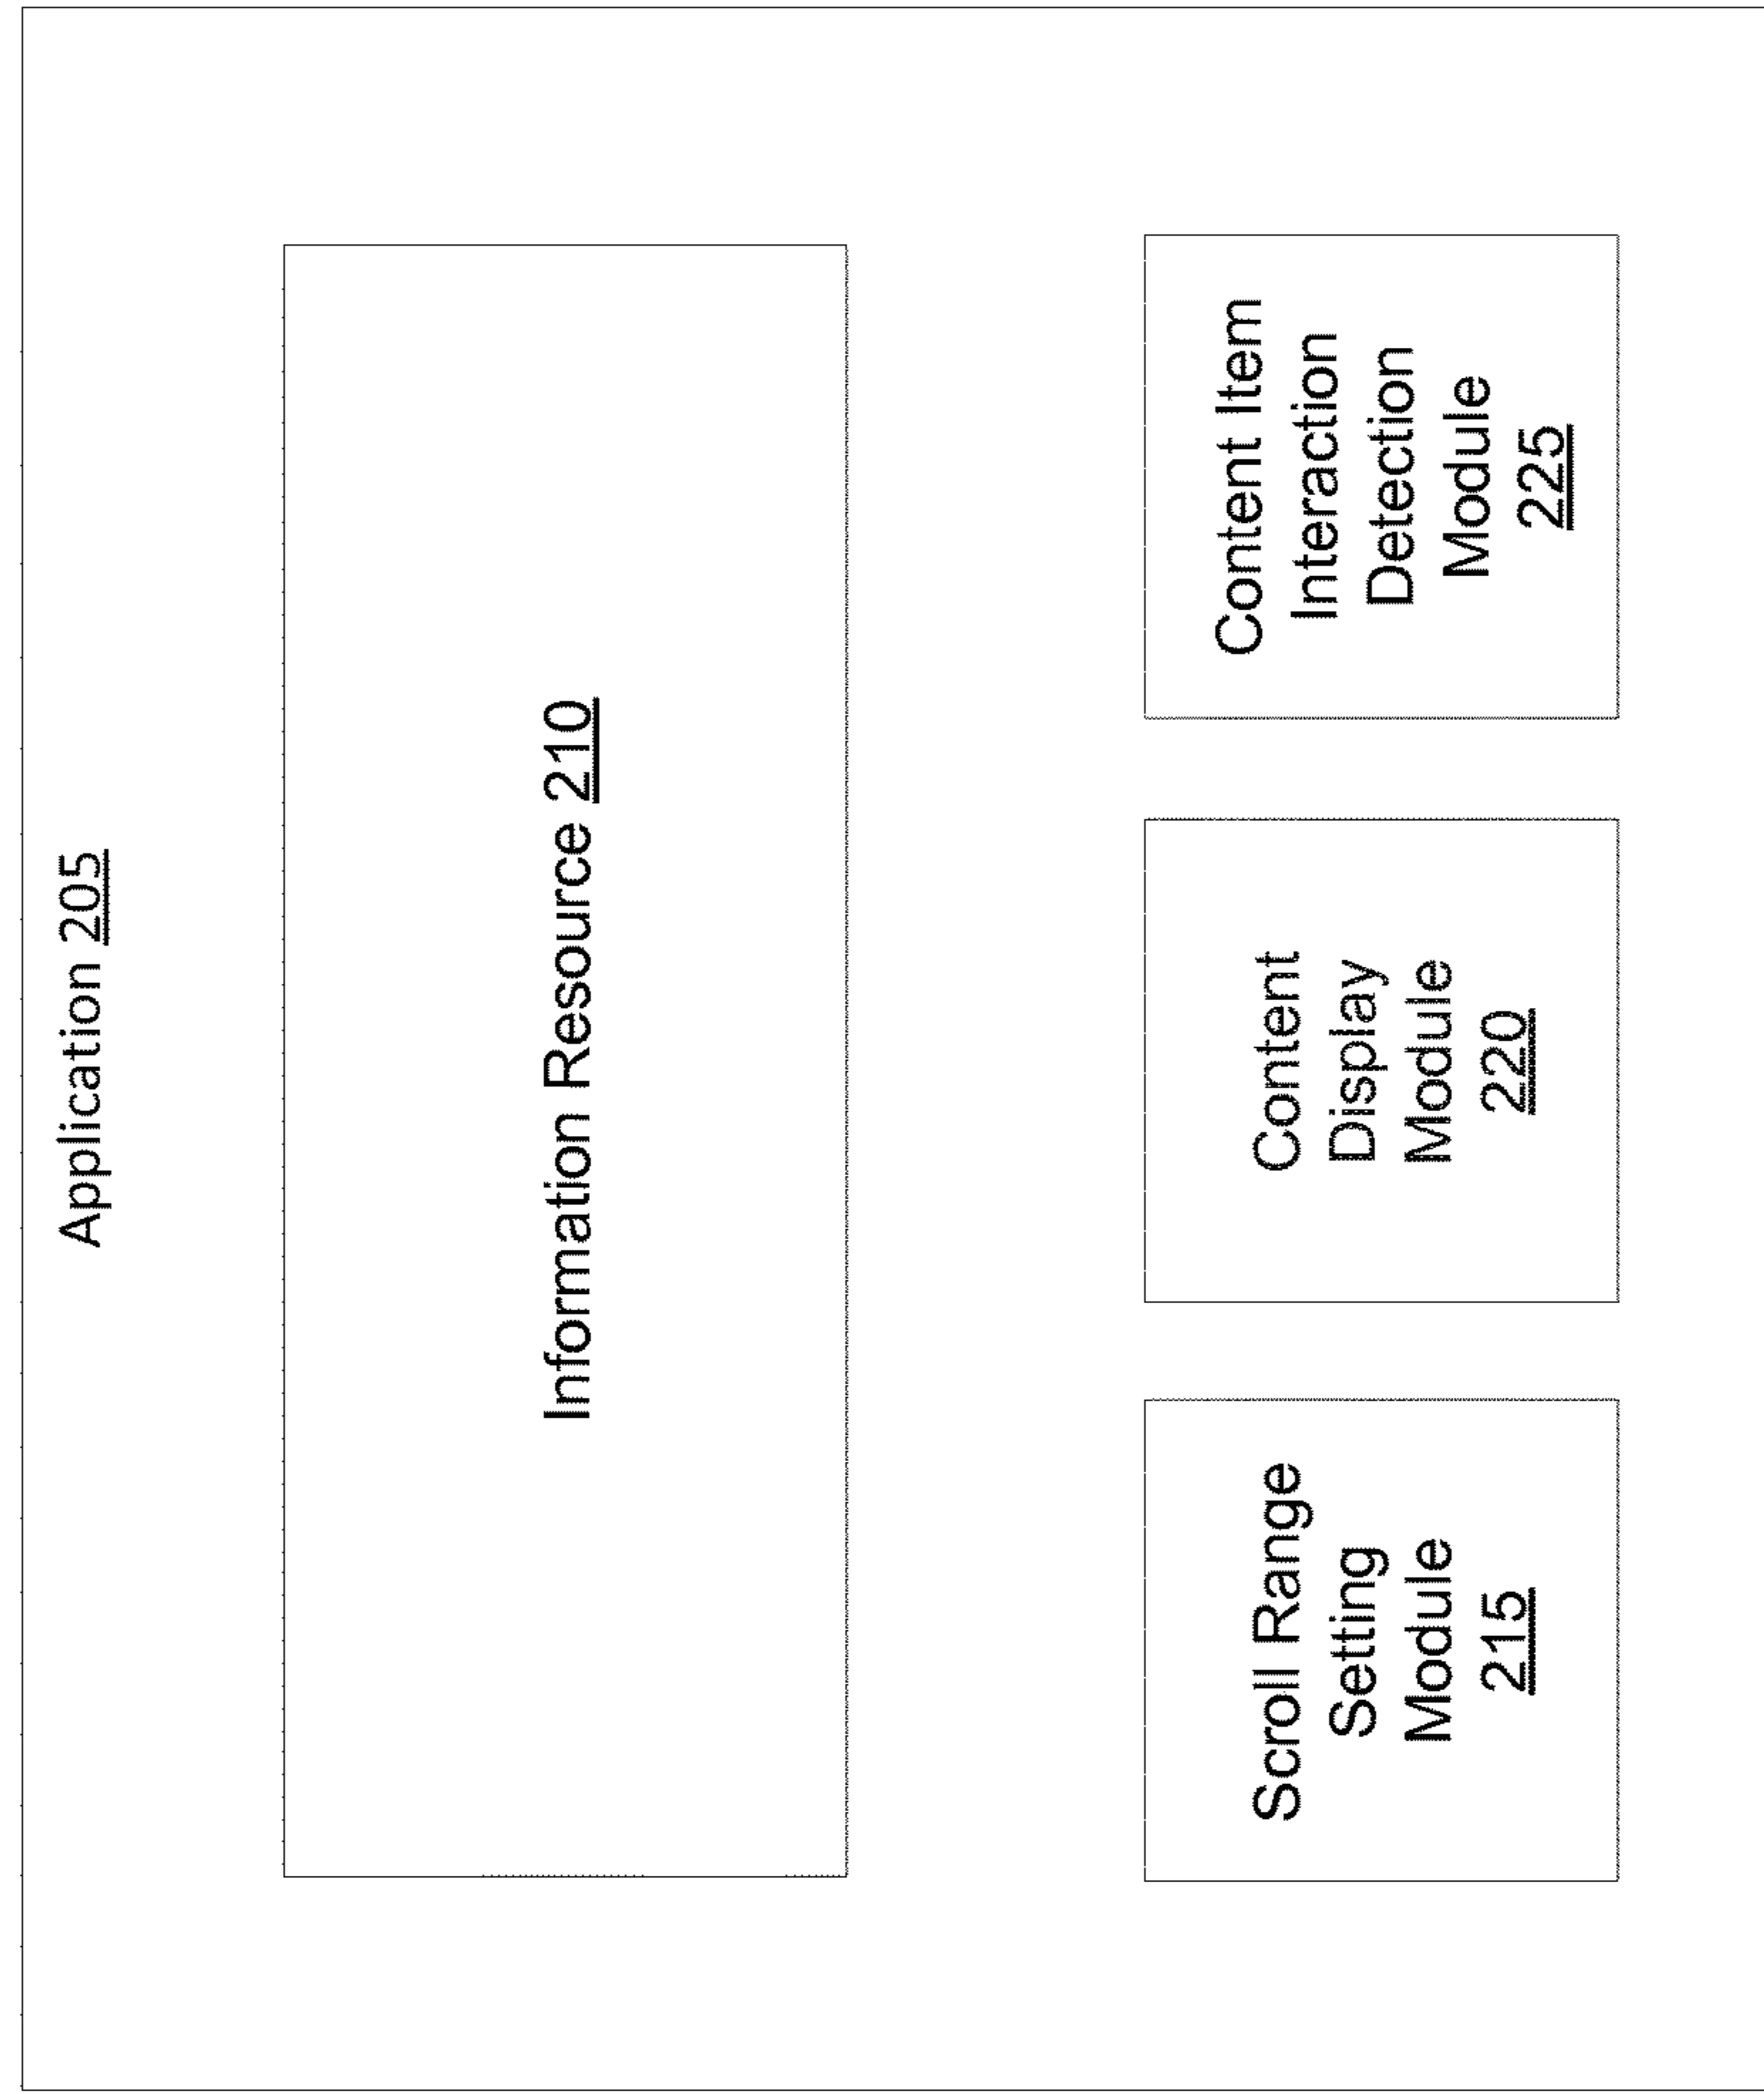 Application 205
Information Resource 210
Scroll Range
Setting
Module
215
Content
Display
Module
220
Content Item
Interaction
Detection
Module
225